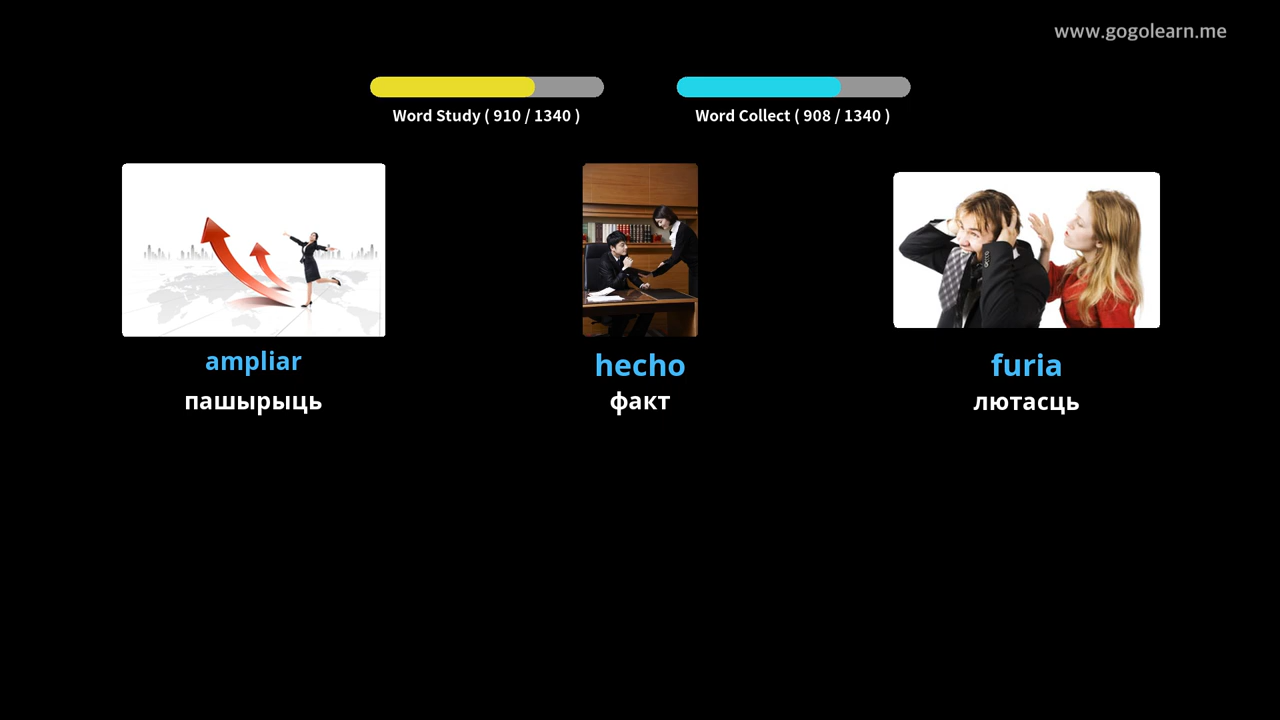 www.gogolearn.me
Word Study ( 910 / 1340 )
Word Collect ( 908 / 1340 )
ampliar
hecho
furia
пашырыць
факт
лютасць